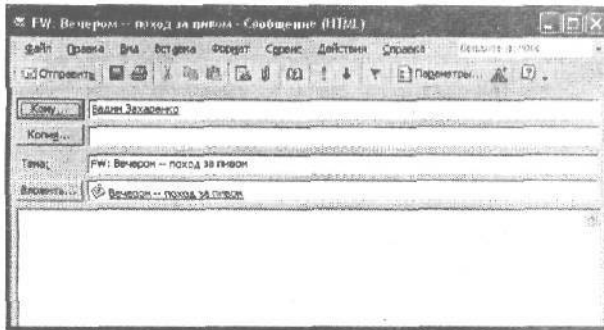 FW: Вечером -- поход за пивом - Сообщение (HTML)
Файл Правка Вид Вставка Формат Сервис Действия Справка
Отправить Параметры...
Кому... Вадим Захаренко
Копия...
Тема: FW: Вечером -- поход за пивом
Вложить... Вечером -- поход за пивом